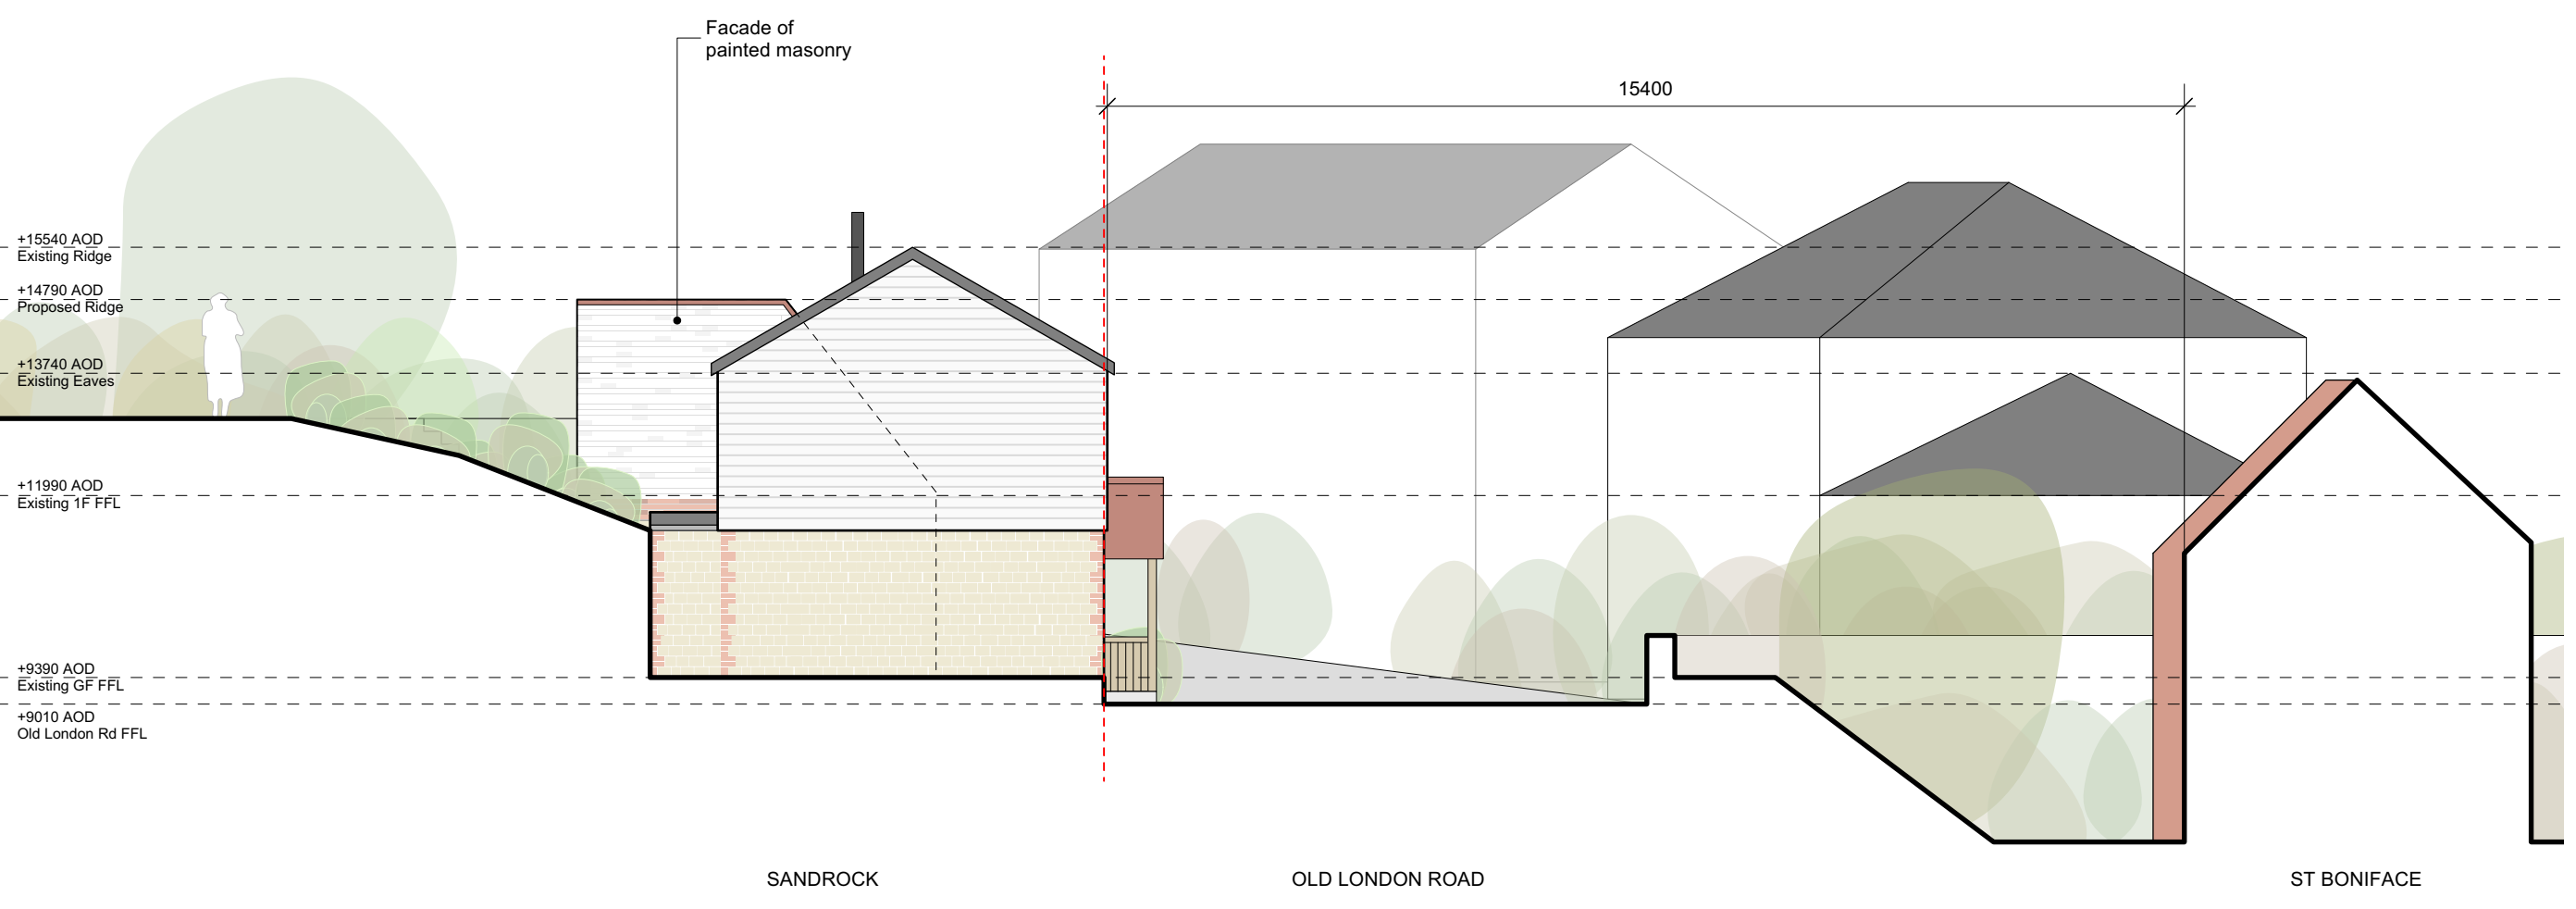 Facade of
painted masonry
15400
+15540 AOD
Existing Ridge
+14790 AOD
Proposed Ridge
+13740 AOD
Existing Eaves
+11990 AOD
Existing 1F FFL
+9390 AOD
Existing GF FFL
+9010 AOD
Old London Rd FFL
SANDROCK
OLD LONDON ROAD
ST BONIFACE